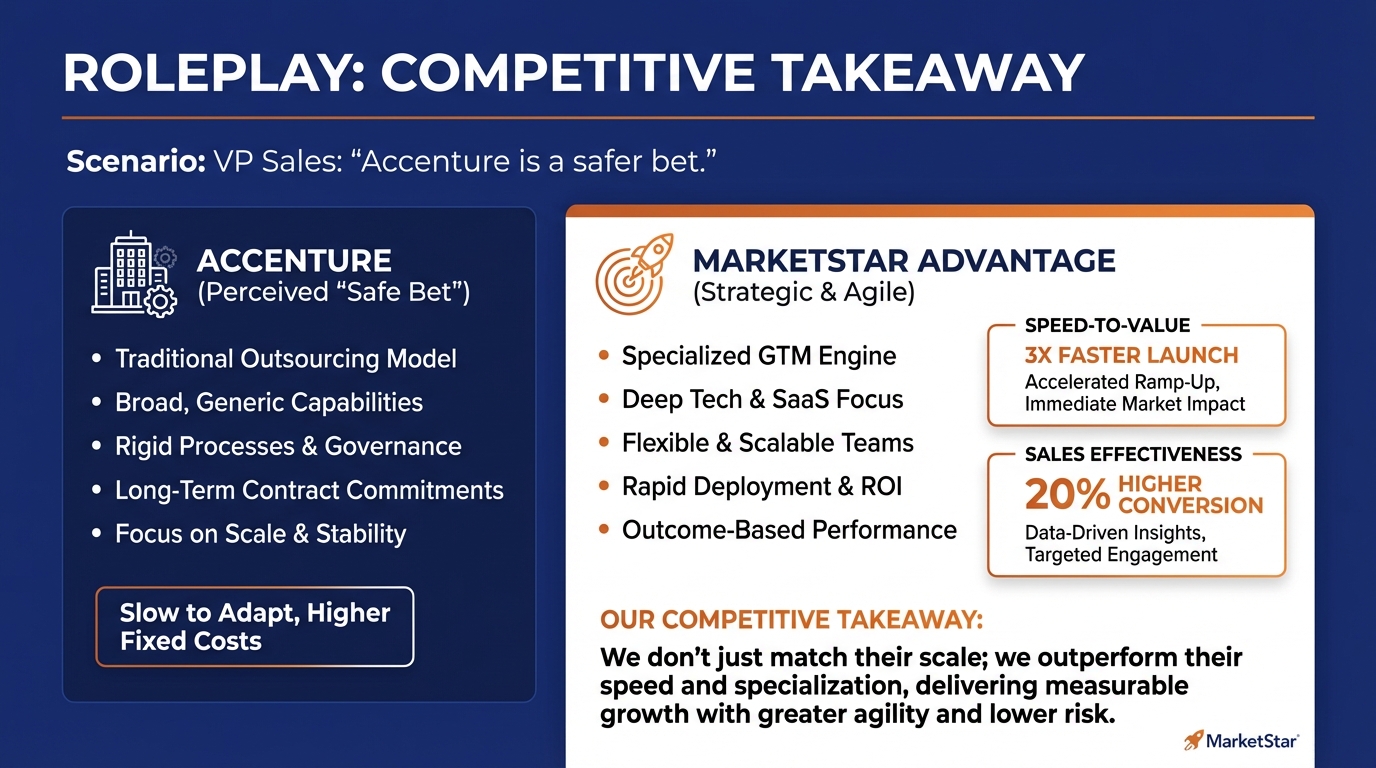 ROLEPLAY: COMPETITIVE TAKEAWAY
Scenario: VP Sales: “Accenture is a safer bet.”
ACCENTURE
(Perceived “Safe Bet”)
• Traditional Outsourcing Model
• Broad, Generic Capabilities
• Rigid Processes & Governance
• Long-Term Contract Commitments
• Focus on Scale & Stability
Slow to Adapt, Higher
Fixed Costs
MARKETSTAR ADVANTAGE
(Strategic & Agile)
• Specialized GTM Engine
• Deep Tech & SaaS Focus
• Flexible & Scalable Teams
• Rapid Deployment & ROI
• Outcome-Based Performance
SPEED-TO-VALUE
3X FASTER LAUNCH
Accelerated Ramp-Up,
Immediate Market Impact
SALES EFFECTIVENESS
20% HIGHER
CONVERSION
Data-Driven Insights,
Targeted Engagement
OUR COMPETITIVE TAKEAWAY:
We don’t just match their scale; we outperform their
speed and specialization, delivering measurable
growth with greater agility and lower risk.
MarketStar